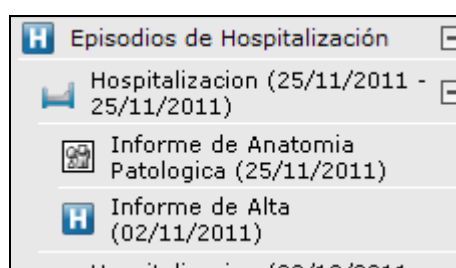 H Episodios de Hospitalización
Hospitalizacion (25/11/2011 -
25/11/2011)
Informe de Anatomia
Patologica (25/11/2011)
H Informe de Alta
(02/11/2011)